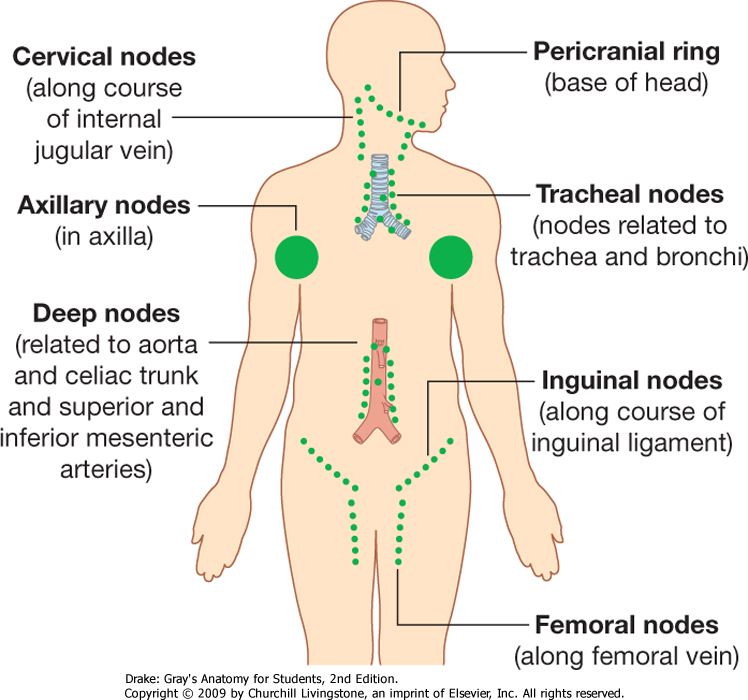 Cervical nodes
(along course
of internal
jugular vein)
Pericranial ring
(base of head)
Axillary nodes
(in axilla)
Tracheal nodes
(nodes related to
trachea and bronchi)
Deep nodes
(related to aorta
and celiac trunk
and superior and
inferior mesenteric
arteries)
Inguinal nodes
(along course of
inguinal ligament)
Femoral nodes
(along femoral vein)
Drake: Gray's Anatomy for Students, 2nd Edition.
Copyright © 2009 by Churchill Livingstone, an imprint of Elsevier, Inc. All rights reserved.